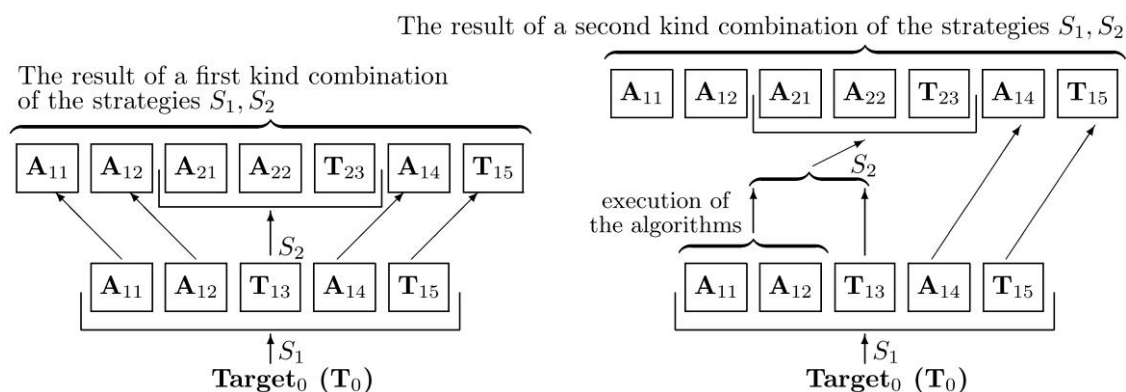 The result of a first kind combination
of the strategies S₁, S₂
A₁₁ A₁₂ A₂₁ A₂₂ T₂₃ A₁₄ T₁₅
S₂
A₁₁ A₁₂ T₁₃ A₁₄ T₁₅
S₁
Target₀ (T₀)
The result of a second kind combination of the strategies S₁, S₂
A₁₁ A₁₂ A₂₁ A₂₂ T₂₃ A₁₄ T₁₅
S₂
execution of
the algorithms
A₁₁ A₁₂ T₁₃ A₁₄ T₁₅
S₁
Target₀ (T₀)